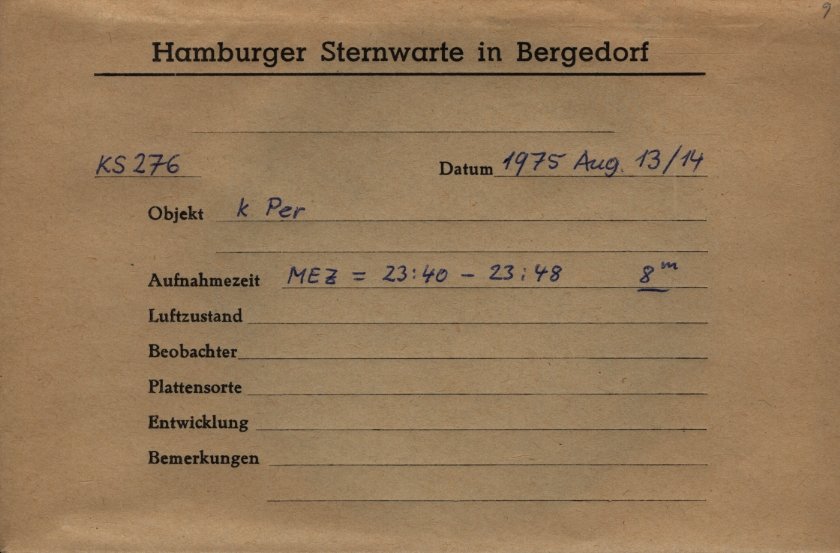 9
Hamburger Sternwarte in Bergedorf
KS 276 Datum 1975 Aug. 13/14
Objekt k Per
Aufnahmezeit MEZ = 23:40 – 23:48 8ᵐ
Luftzustand
Beobachter
Plattensorte
Entwicklung
Bemerkungen